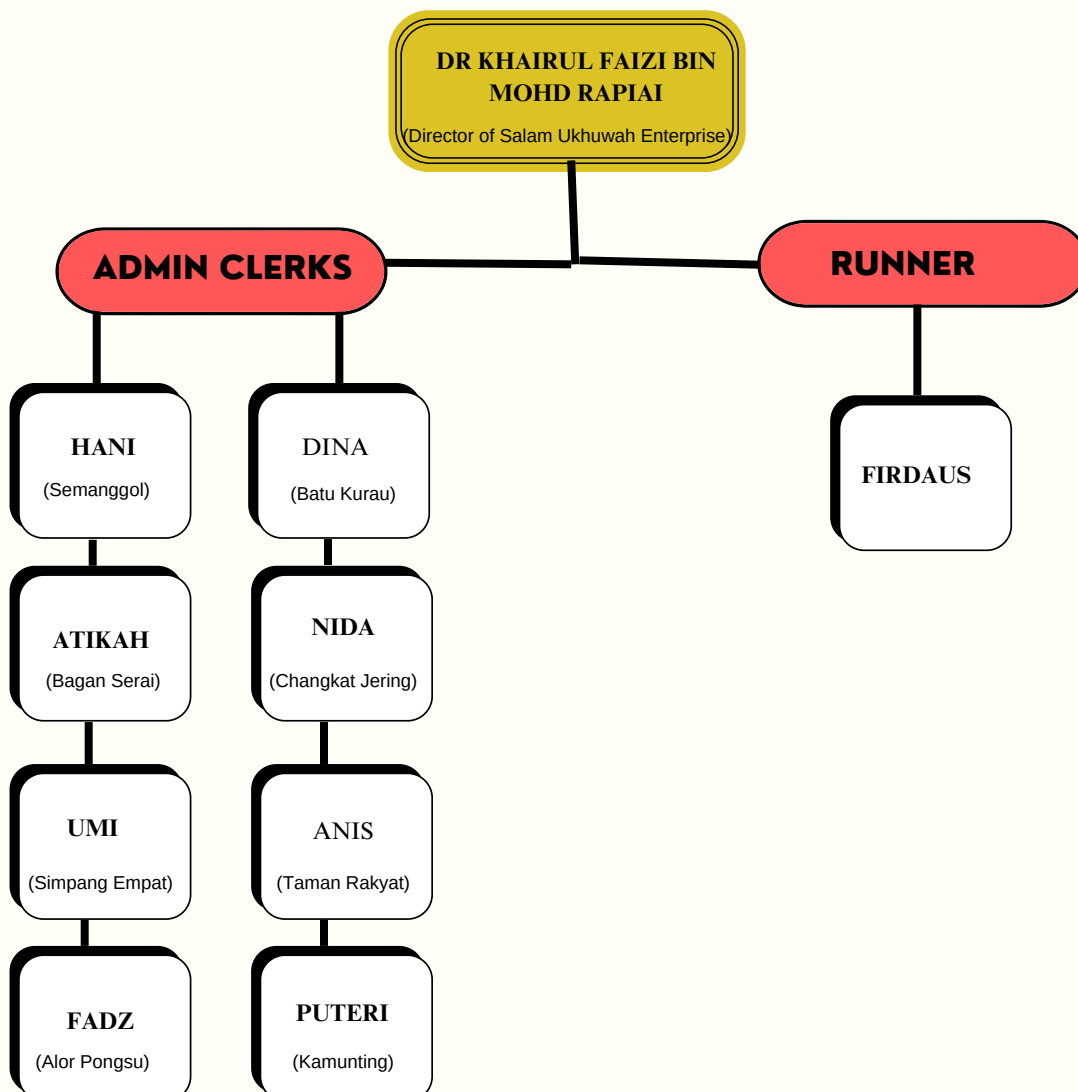 DR KHAIRUL FAIZI BIN
MOHD RAPIAI
(Director of Salam Ukhuwah Enterprise)
ADMIN CLERKS
RUNNER
HANI
(Semanggol)
DINA
(Batu Kurau)
FIRDAUS
ATIKAH
(Bagan Serai)
NIDA
(Changkat Jering)
UMI
(Simpang Empat)
ANIS
(Taman Rakyat)
FADZ
(Alor Pongsu)
PUTERI
(Kamunting)